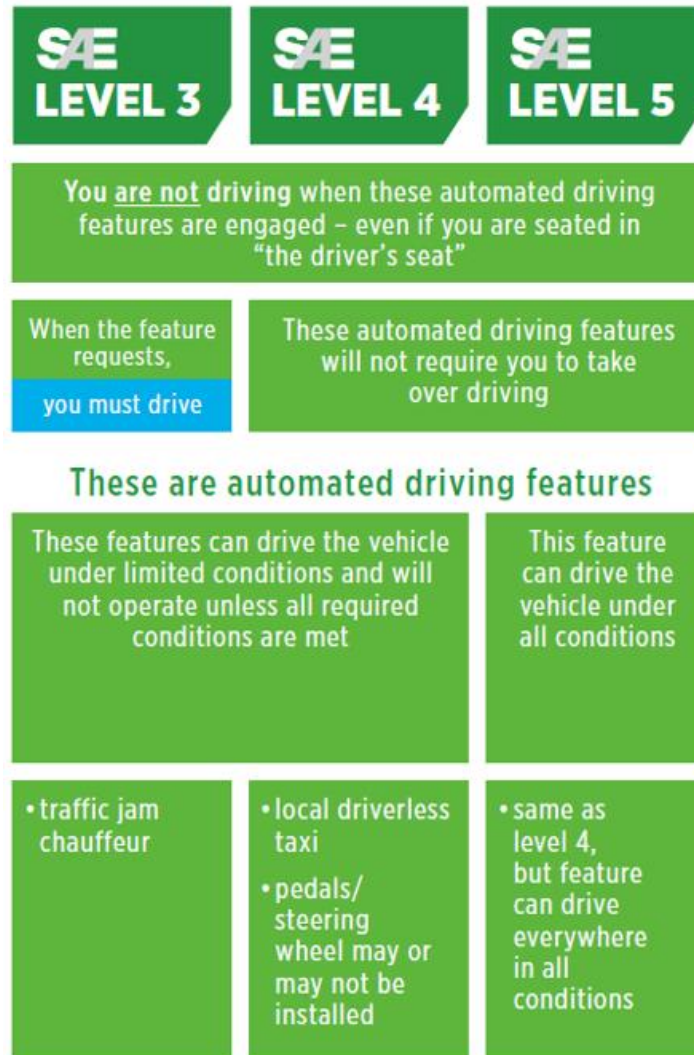 SAE
LEVEL 3
SAE
LEVEL 4
SAE
LEVEL 5
You are not driving when these automated driving
features are engaged – even if you are seated in
“the driver’s seat”
When the feature
requests,
you must drive
These automated driving features
will not require you to take
over driving
These are automated driving features
These features can drive the vehicle
under limited conditions and will
not operate unless all required
conditions are met
This feature
can drive the
vehicle under
all conditions
• traffic jam
chauffeur
• local driverless
taxi
• pedals/
steering
wheel may or
may not be
installed
• same as
level 4,
but feature
can drive
everywhere
in all
conditions